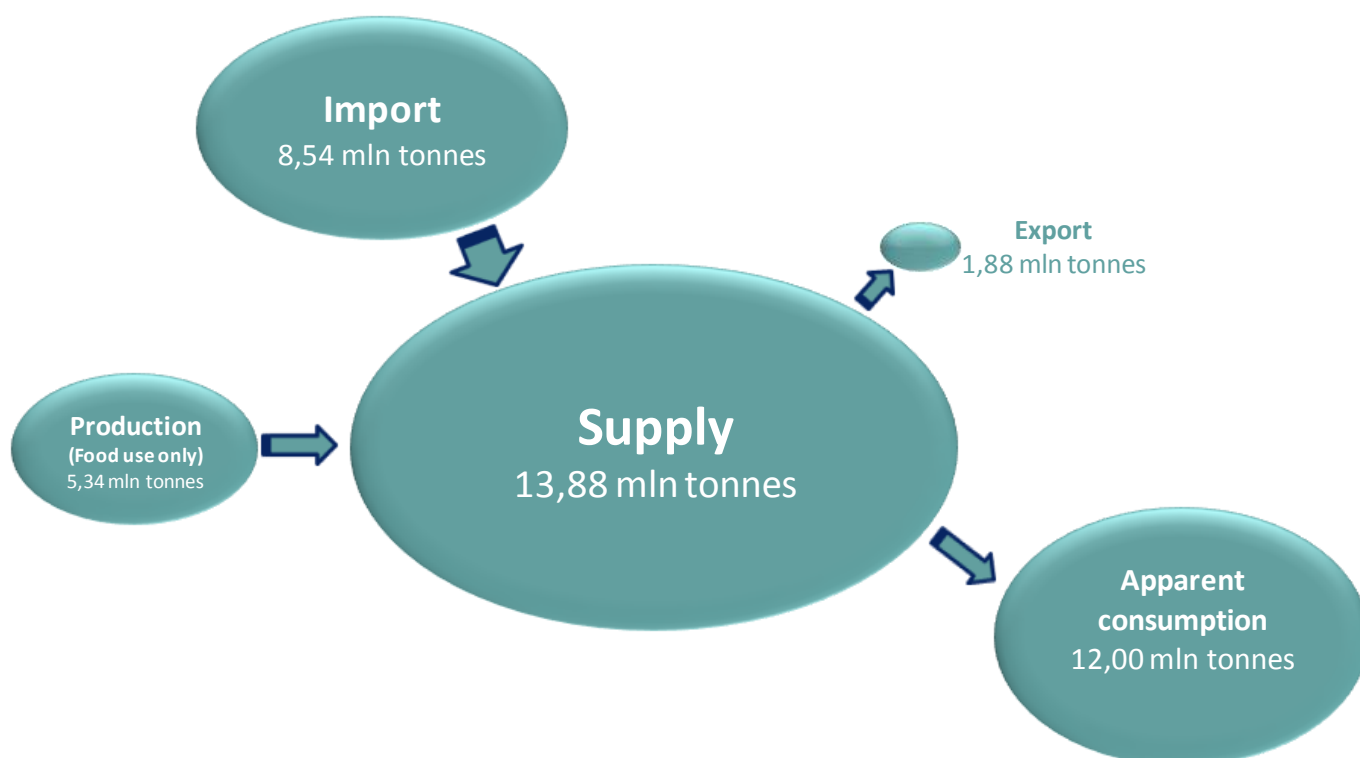 Import
8,54 mln tonnes
Export
1,88 mln tonnes
Production
(Food use only)
5,34 mln tonnes
Supply
13,88 mln tonnes
Apparent
consumption
12,00 mln tonnes